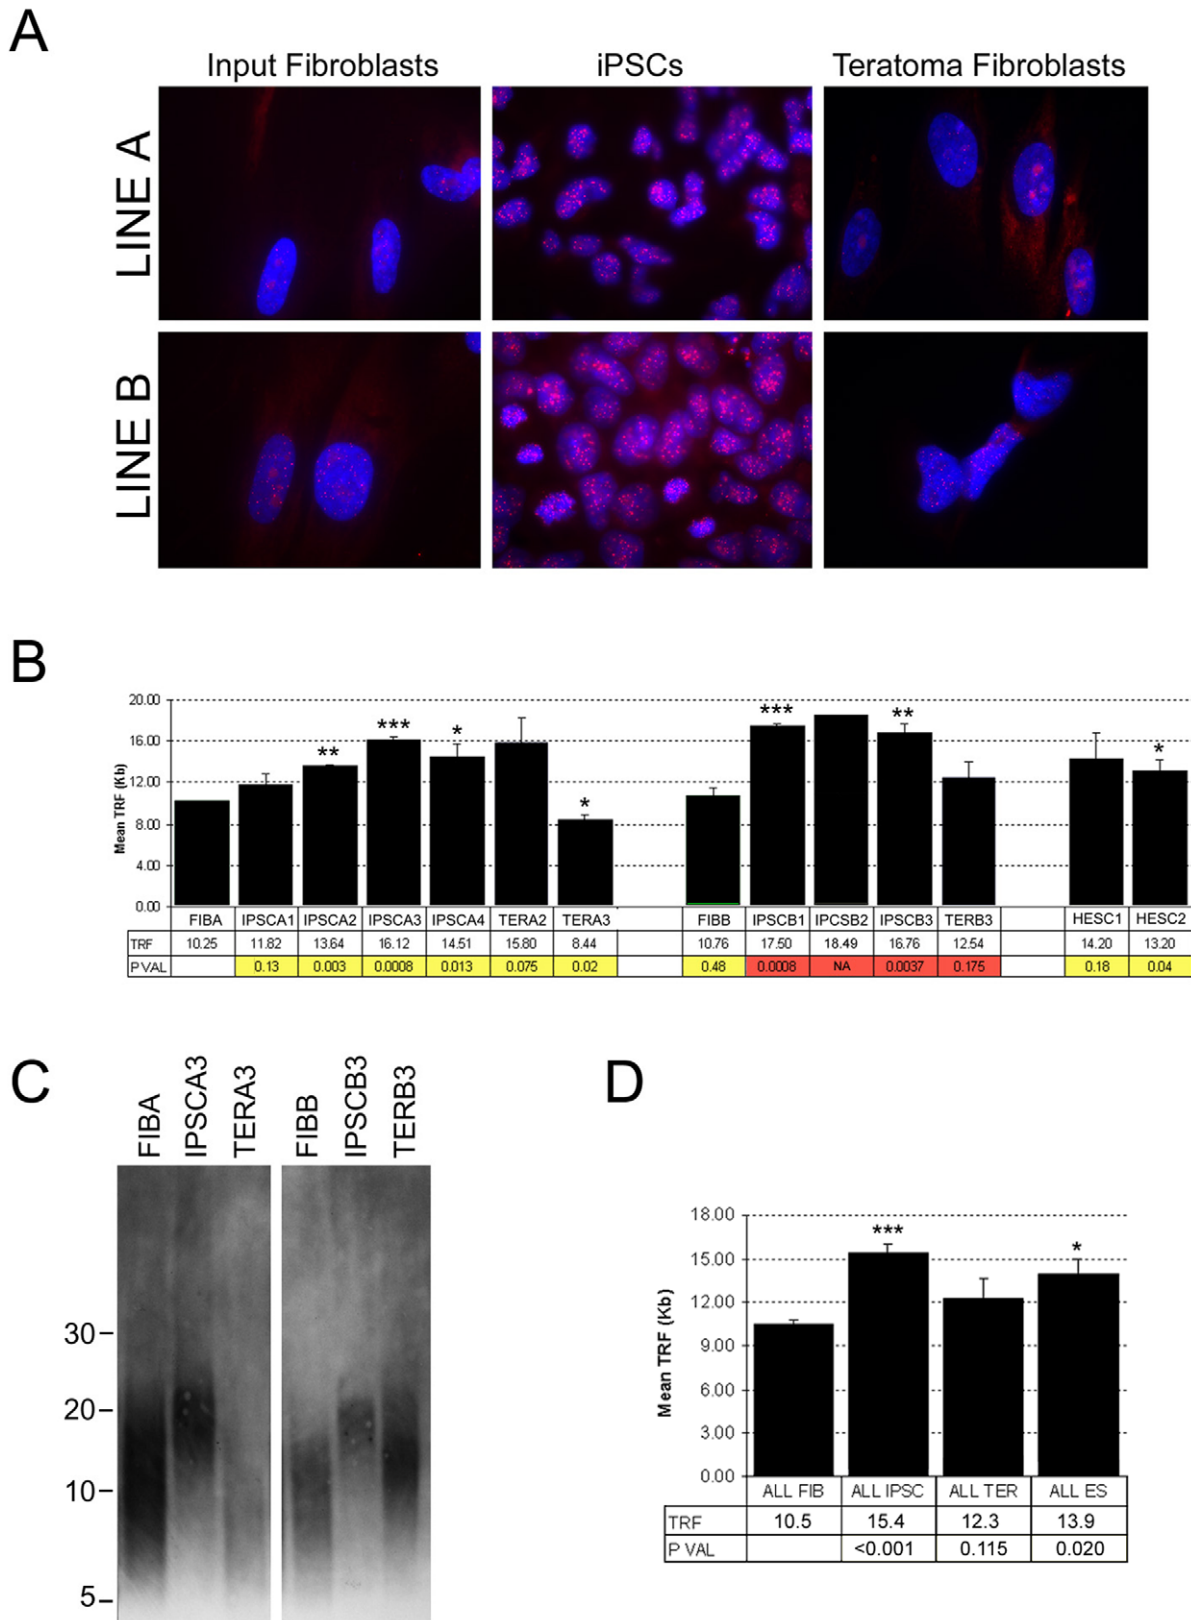 A
Input Fibroblasts iPSCs Teratoma Fibroblasts
LINE A
LINE B
B
20.00
16.00
12.00
8.00
4.00
0.00
Mean TRF (Kb)
** *** * * *** ** *
FIBA IPSCA1 IPSCA2 IPSCA3 IPSCA4 TERA2 TERA3 FIBB IPSCB1 IPCSB2 IPSCB3 TERB3 HESC1 HESC2
TRF 10.25 11.82 13.64 16.12 14.51 15.80 8.44 10.76 17.50 18.49 16.76 12.54 14.20 13.20
P VAL 0.13 0.003 0.0008 0.013 0.075 0.02 0.48 0.0008 NA 0.0037 0.175 0.18 0.04
C
FIBA IPSCA3 TERA3 FIBB IPSCB3 TERB3
30
20
10
5
D
18.00
15.00
12.00
9.00
6.00
3.00
0.00
Mean TRF (Kb)
*** *
ALL FIB ALL IPSC ALL TER ALL ES
TRF 10.5 15.4 12.3 13.9
P VAL <0.001 0.115 0.020